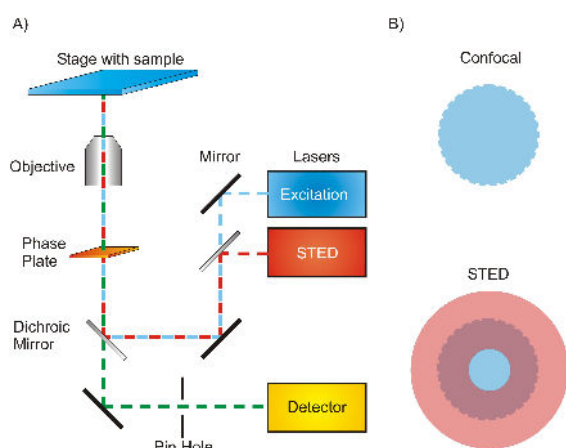 A)
Stage with sample
Objective
Mirror
Lasers
Excitation
STED
Phase
Plate
Dichroic
Mirror
Detector
Pin Hole
B)
Confocal
STED